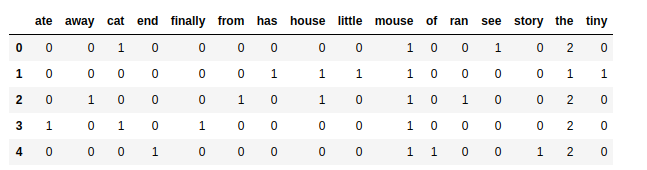 ate away cat end finally from has house little mouse of ran see story the tiny
0 0 0 1 0 0 0 0 0 0 1 0 0 1 0 2 0
1 0 0 0 0 0 0 1 1 1 1 0 0 0 0 1 1
2 0 1 0 0 0 1 0 1 0 1 0 1 0 0 2 0
3 1 0 1 0 1 0 0 0 0 1 0 0 0 0 2 0
4 0 0 0 1 0 0 0 0 0 1 1 0 0 1 2 0